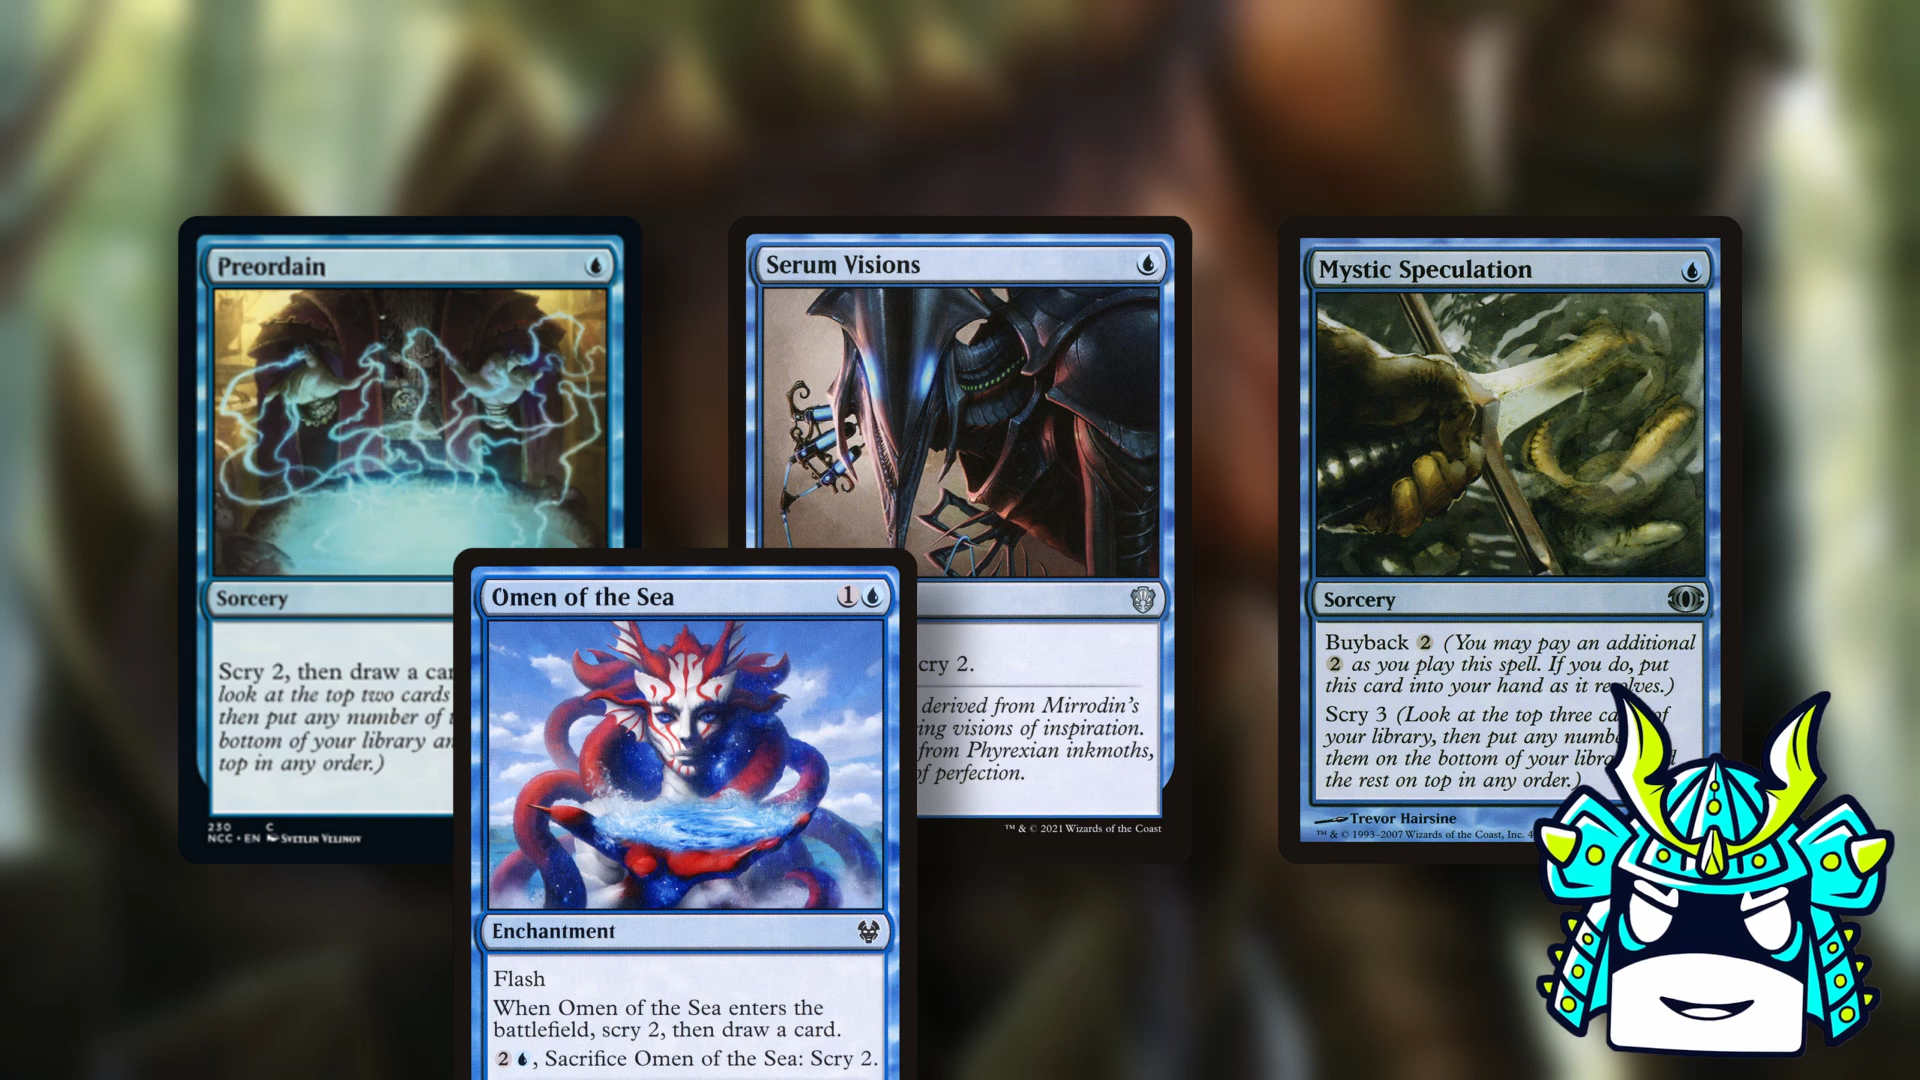 Preordain
Sorcery
Scry 2, then draw a
look at the top two cards
then put any number of
bottom of your library
top in any order.)
230 C
NCC • EN SVETLIN VELINOV
Serum Visions
cry 2.
derived from Mirrodin's
visions of inspiration.
from Phyrexian inkmoths,
of perfection.
™ & © 2021 Wizards of the Coast
Mystic Speculation
Sorcery
Buyback 2 (You may pay an additional
2 as you play this spell. If you do, put
this card into your hand as it resolves.)
Scry 3 (Look at the top three of
your library, then put any
them on the bottom of your
the rest on top in any order.)
Trevor Hairsine
™ & © 1993-2007 Wizards of the Coast, Inc.
Omen of the Sea 1
Enchantment
Flash
When Omen of the Sea enters the
battlefield, scry 2, then draw a card.
2, Sacrifice Omen of the Sea: Scry 2.